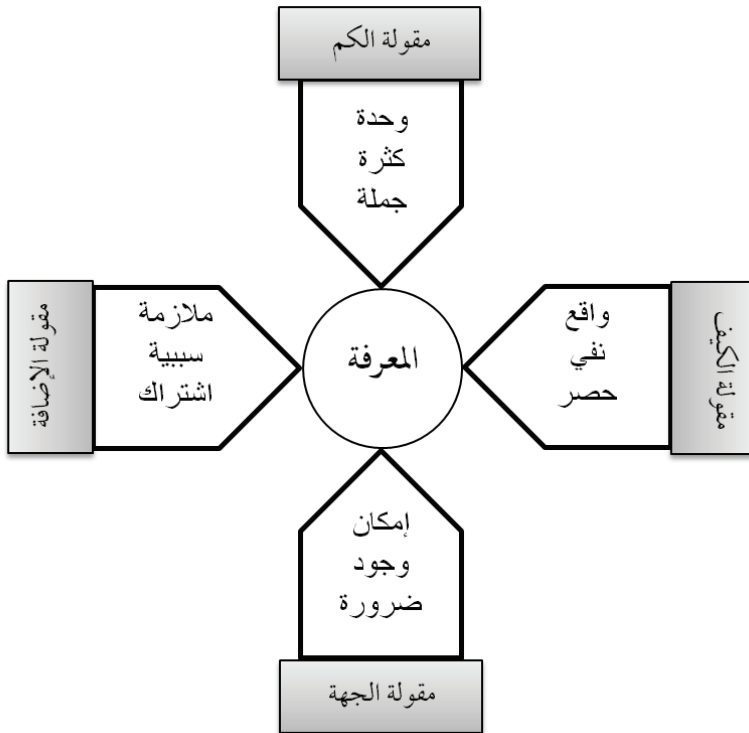 مقولة الكم
وحدة
كثرة
جملة
مقولة الكيف
واقع
نفي
حصر
المعرفة
ملازمة
سببية
اشتراك
مقولة الإضافة
إمكان
وجود
ضرورة
مقولة الجهة